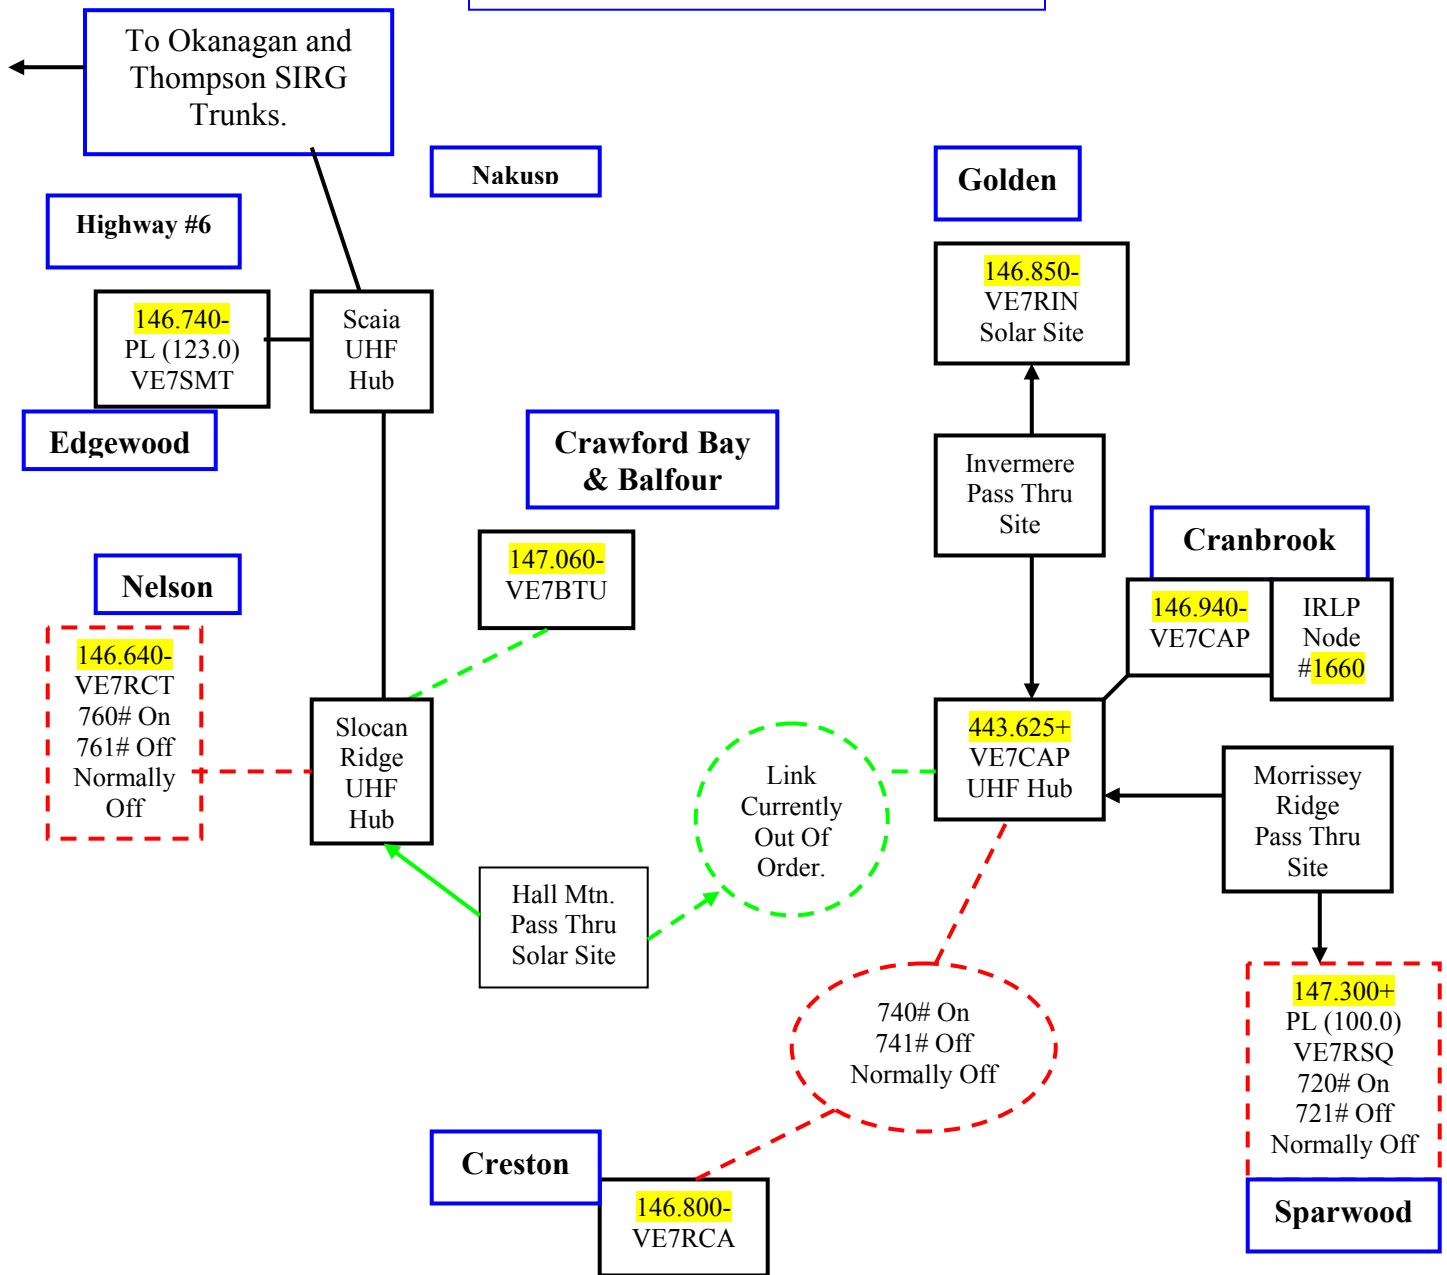 To Okanagan and
Thompson SIRG
Trunks.
Nakusp
Golden
Highway #6
146.850-
VE7RIN
Solar Site
146.740-
PL (123.0)
VE7SMT
Scaia
UHF
Hub
Edgewood
Crawford Bay
& Balfour
Invermere
Pass Thru
Site
Cranbrook
147.060-
VE7BTU
Nelson
146.940-
VE7CAP
IRLP
Node
#1660
146.640-
VE7RCT
760# On
761# Off
Normally
Off
Slocan
Ridge
UHF
Hub
Link
Currently
Out Of
Order.
443.625+
VE7CAP
UHF Hub
Morrissey
Ridge
Pass Thru
Site
Hall Mtn.
Pass Thru
Solar Site
740# On
741# Off
Normally Off
147.300+
PL (100.0)
VE7RSQ
720# On
721# Off
Normally Off
Creston
146.800-
VE7RCA
Sparwood